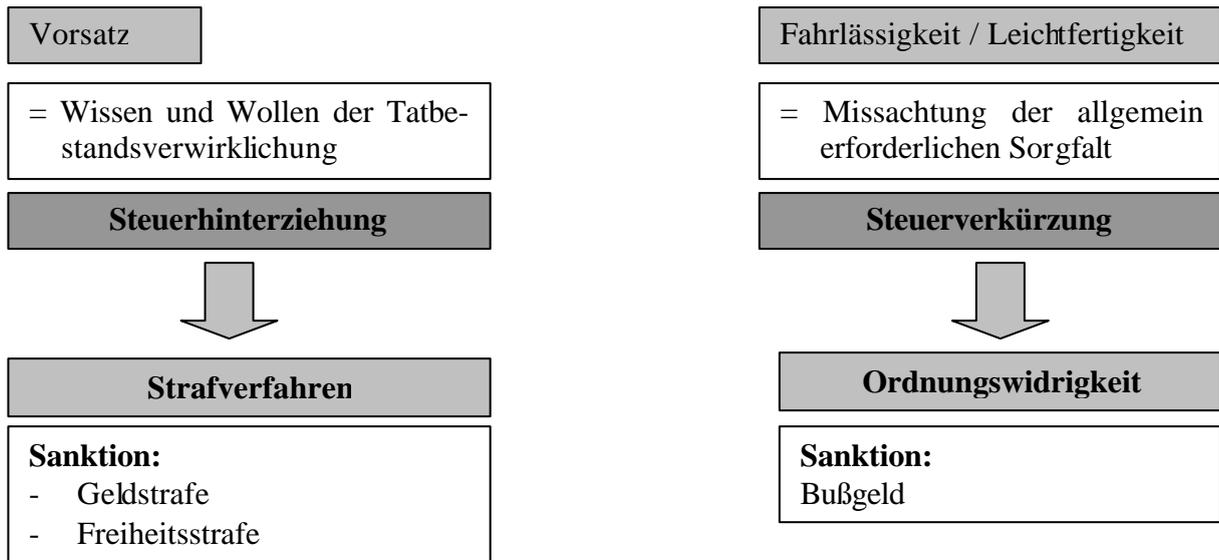 Vorsatz
= Wissen und Wollen der Tatbe-
standsverwirklichung
Steuerhinterziehung
Strafverfahren
Sanktion:
- Geldstrafe
- Freiheitsstrafe
Fahrlässigkeit / Leichtfertigkeit
= Missachtung der allgemein
erforderlichen Sorgfalt
Steuerverkürzung
Ordnungswidrigkeit
Sanktion:
Bußgeld